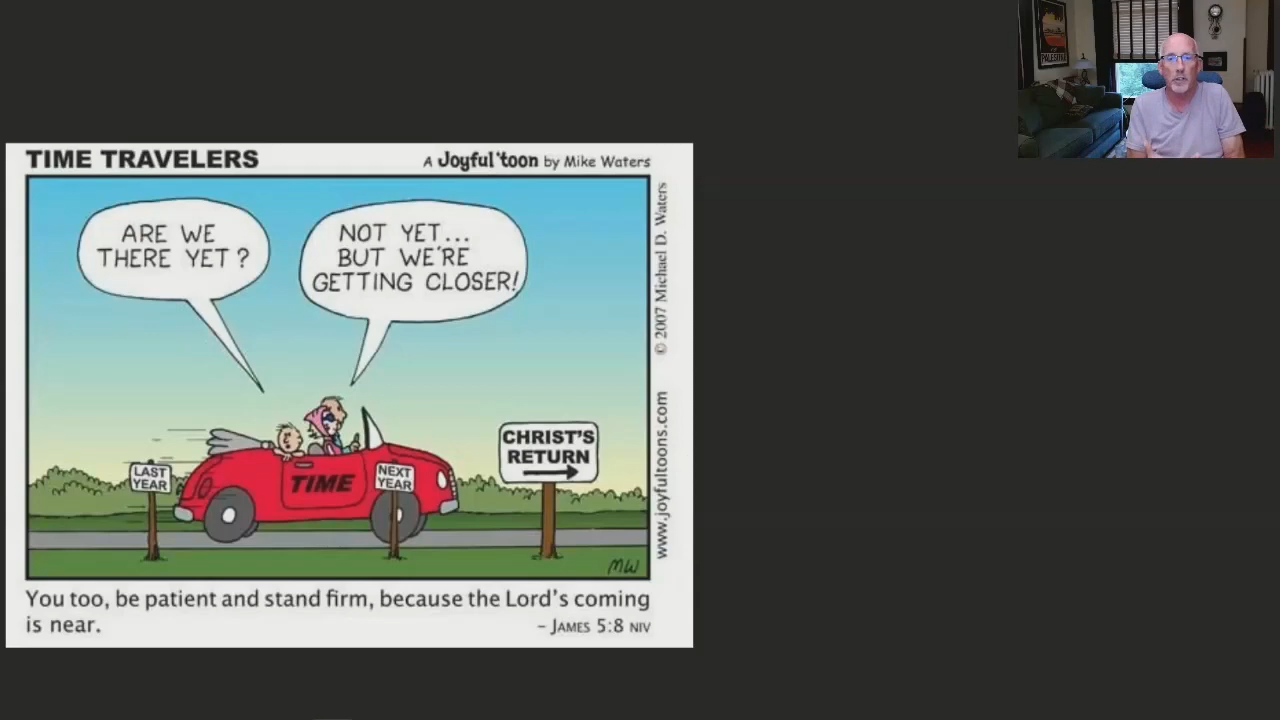 TIME TRAVELERS
A Joyful 'toon by Mike Waters
ARE WE
THERE YET?
NOT YET...
BUT WE'RE
GETTING CLOSER!
LAST
YEAR
TIME
NEXT
YEAR
CHRIST'S
RETURN
MW
© 2007 Michael D. Waters
www.joyfultoons.com
You too, be patient and stand firm, because the Lord's coming
is near.
– JAMES 5:8 NIV
PALESTINE